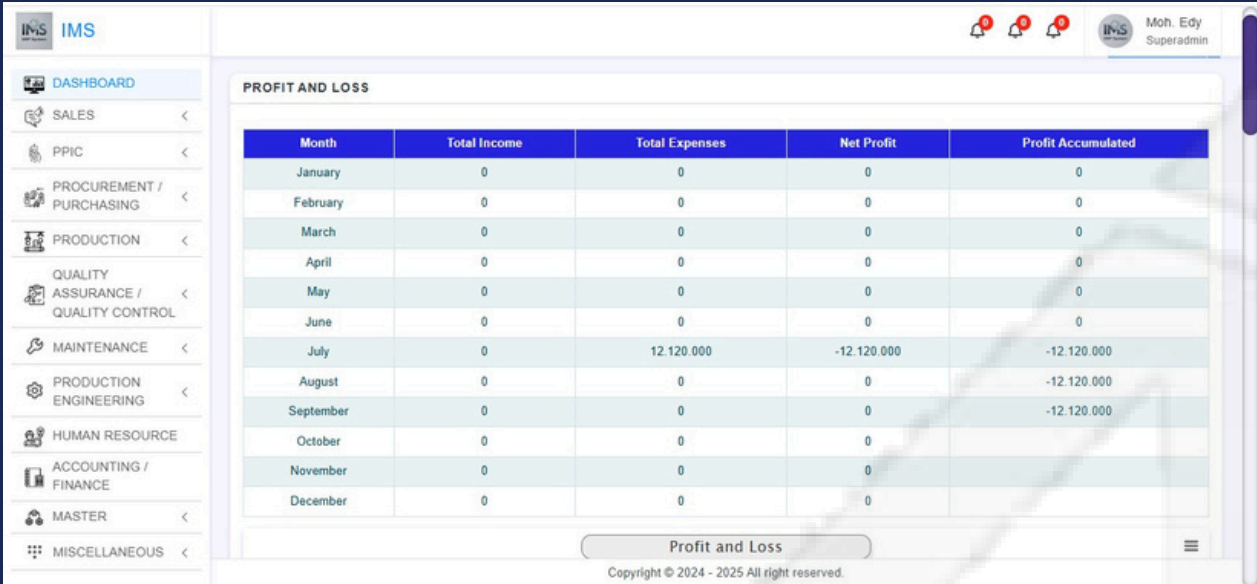 IMS IMS
0 0 0
IMS
Moh. Edy
Superadmin
DASHBOARD
SALES
PPIC
PROCUREMENT /
PURCHASING
PRODUCTION
QUALITY
ASSURANCE /
QUALITY CONTROL
MAINTENANCE
PRODUCTION
ENGINEERING
HUMAN RESOURCE
ACCOUNTING /
FINANCE
MASTER
MISCELLANEOUS
PROFIT AND LOSS
Month Total Income Total Expenses Net Profit Profit Accumulated
January 0 0 0 0
February 0 0 0 0
March 0 0 0 0
April 0 0 0 0
May 0 0 0 0
June 0 0 0 0
July 0 12.120.000 -12.120.000 -12.120.000
August 0 0 0 -12.120.000
September 0 0 0 -12.120.000
October 0 0 0
November 0 0 0
December 0 0 0
Profit and Loss
Copyright © 2024 - 2025 All right reserved.